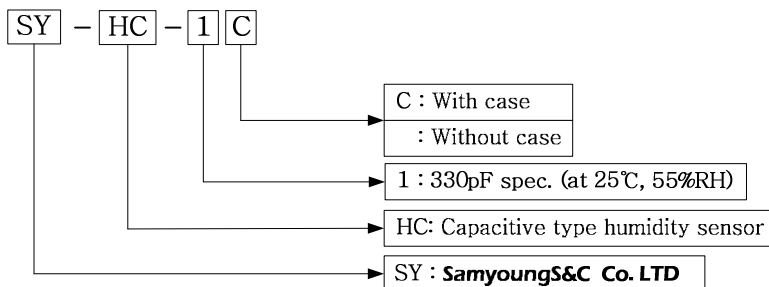 SY - HC - 1 C
C : With case
: Without case
1 : 330pF spec. (at 25℃, 55%RH)
HC: Capacitive type humidity sensor
SY : SamyoungS&C Co. LTD